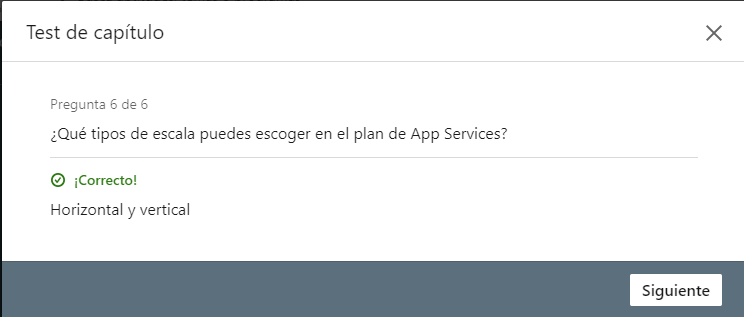 Test de capítulo
Pregunta 6 de 6
¿Qué tipos de escala puedes escoger en el plan de App Services?
¡Correcto!
Horizontal y vertical
Siguiente